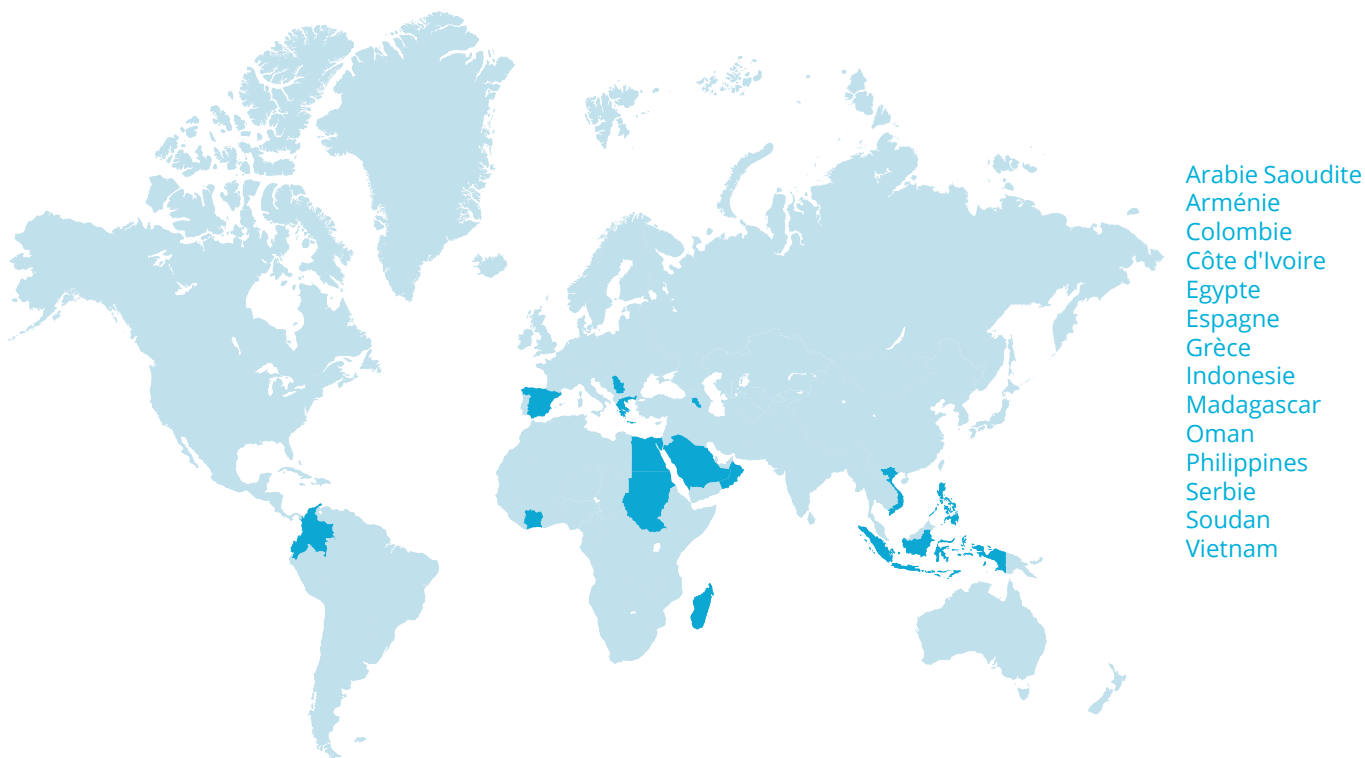 Arabie Saoudite
Arménie
Colombie
Côte d'Ivoire
Egypte
Espagne
Grèce
Indonesie
Madagascar
Oman
Philippines
Serbie
Soudan
Vietnam